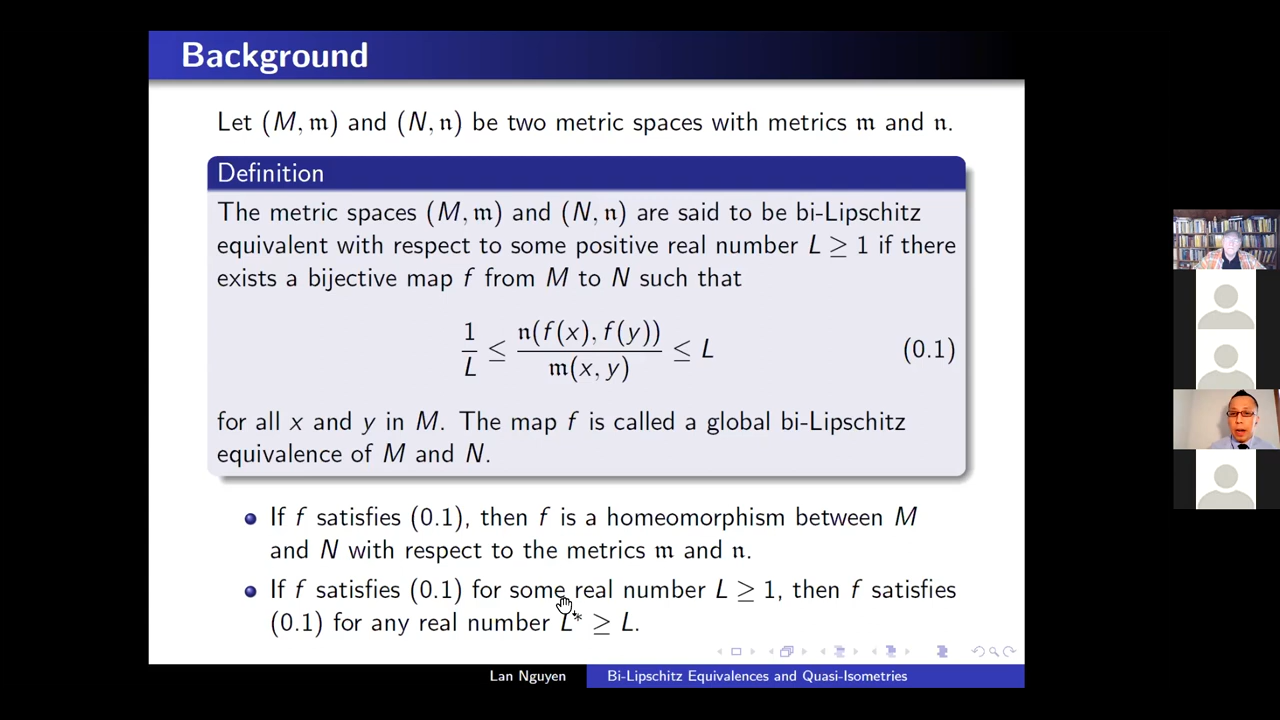 Background
Let (M, 𝔪) and (N, 𝔫) be two metric spaces with metrics 𝔪 and 𝔫.
Definition
The metric spaces (M, 𝔪) and (N, 𝔫) are said to be bi-Lipschitz
equivalent with respect to some positive real number L ≥ 1 if there
exists a bijective map f from M to N such that
1/L ≤ 𝔫(f(x), f(y))/𝔪(x, y) ≤ L (0.1)
for all x and y in M. The map f is called a global bi-Lipschitz
equivalence of M and N.
If f satisfies (0.1), then f is a homeomorphism between M
and N with respect to the metrics 𝔪 and 𝔫.
If f satisfies (0.1) for some real number L ≥ 1, then f satisfies
(0.1) for any real number L* ≥ L.
Lan Nguyen Bi-Lipschitz Equivalences and Quasi-Isometries